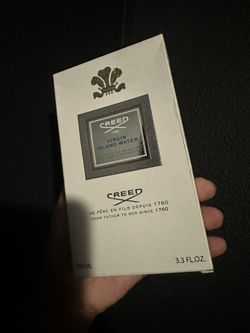 CREED
1760
VIRGIN
ISLAND WATER
CREED
DE PÈRE EN FILS DEPUIS 1760
FROM FATHER TO SON SINCE 1760
100 ML
3.3 FL.OZ.